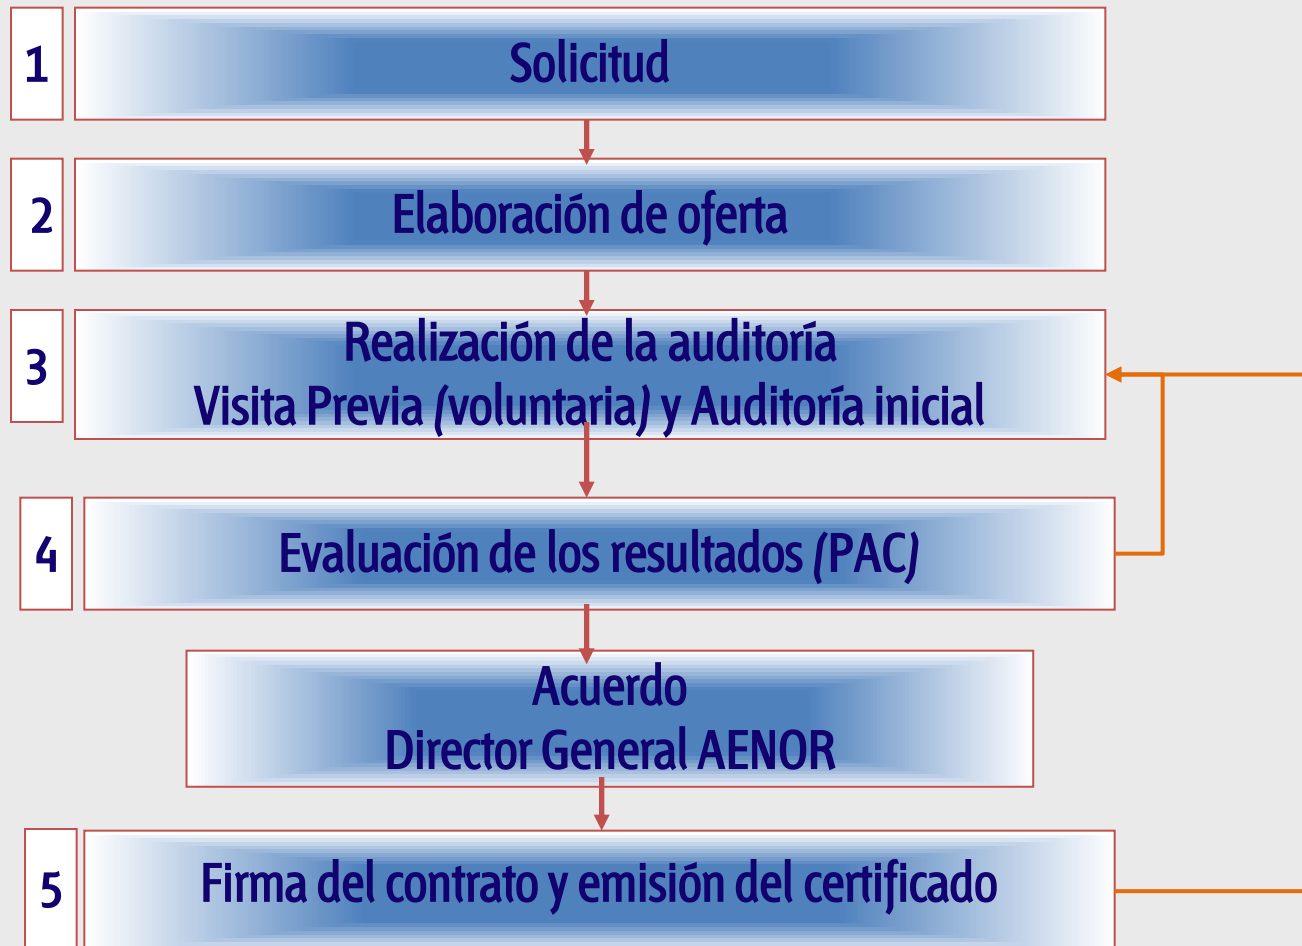 1
Solicitud
2
Elaboración de oferta
3
Realización de la auditoría
Visita Previa (voluntaria) y Auditoría inicial
4
Evaluación de los resultados (PAC)
Acuerdo
Director General AENOR
5
Firma del contrato y emisión del certificado